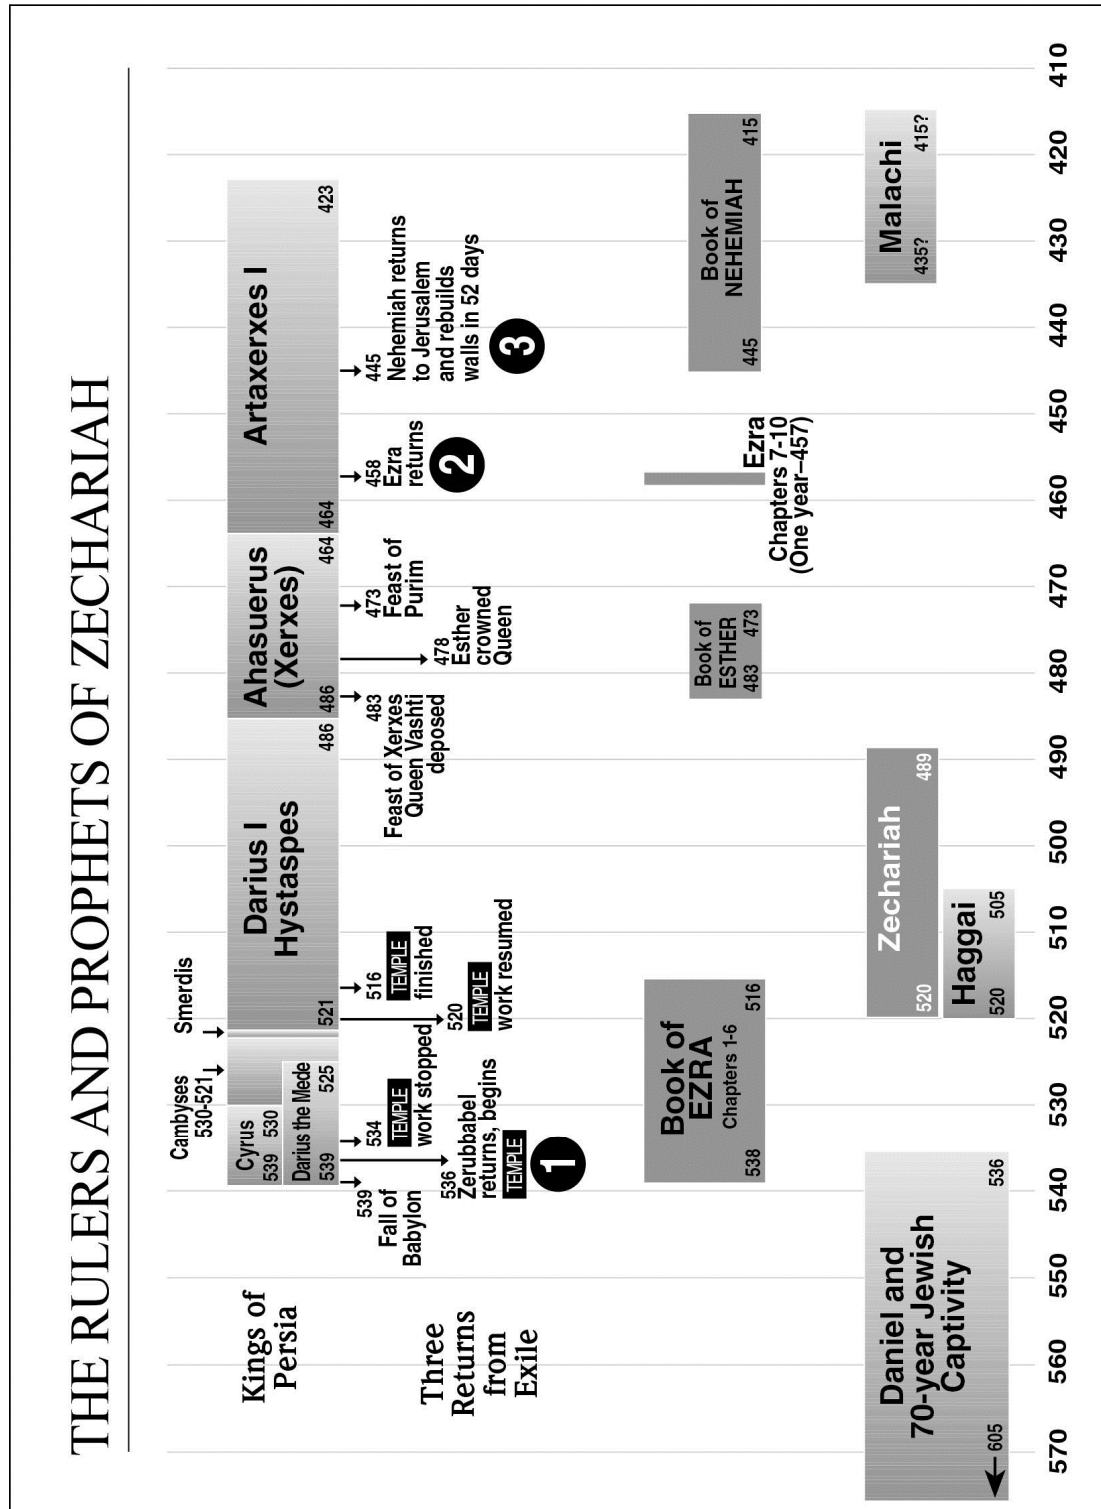 THE RULERS AND PROPHETS OF ZECHARIAH
Kings of
Persia
Cambyses
530-521
Smerdis
Cyrus
539 530
Darius the Mede
539 525
Darius I
Hystaspes
521 486
Ahasuerus
(Xerxes)
486 464
Artaxerxes I
464 423
Three
Returns
from
Exile
539
Fall of
Babylon
536
Zerubbabel
returns, begins
TEMPLE
1
534
TEMPLE
work stopped
520
TEMPLE
work resumed
516
TEMPLE
finished
483
Feast of Xerxes
Queen Vashti
deposed
478
Esther
crowned
Queen
473
Feast of
Purim
458
Ezra
returns
2
445
Nehemiah returns
to Jerusalem
and rebuilds
walls in 52 days
3
Book of
EZRA
Chapters 1-6
538 516
Book of
ESTHER
483 473
Ezra
Chapters 7-10
(One year–457)
Book of
NEHEMIAH
445 415
Daniel and
70-year Jewish
Captivity
605 536
Zechariah
520 489
Haggai
520 505
Malachi
435? 415?
570 560 550 540 530 520 510 500 490 480 470 460 450 440 430 420 410